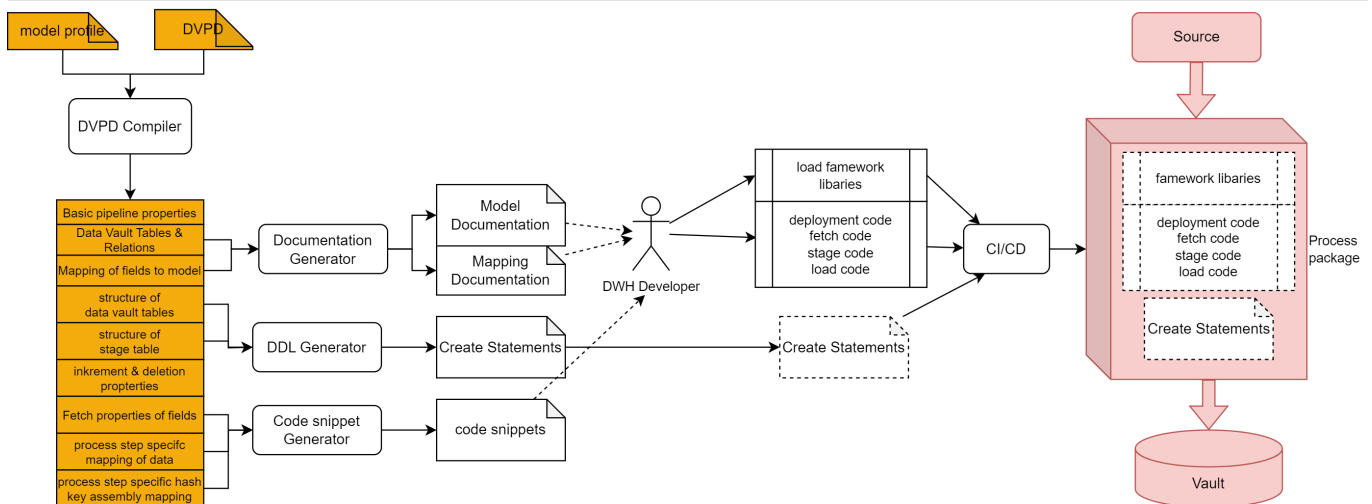 model profile
DVPD
DVPD Compiler
Basic pipeline properties
Data Vault Tables &
Relations
Mapping of fields to model
structure of
data vault tables
structure of
stage table
inkrement & deletion
proptertiesFetch properties of fields
process step specifc
mapping of data
process step specific hash
key assembly mapping
Documentation
Generator
DDL Generator
Code snippet
Generator
Model
Documentation
Mapping
Documentation
Create Statements
code snippets
DWH Developer
load famework
libaries
deployment code
fetch code
stage code
load code
Create Statements
CI/CD
Source
famework libaries
deployment code
fetch code
stage code
load code
Create Statements
Process
package
Vault